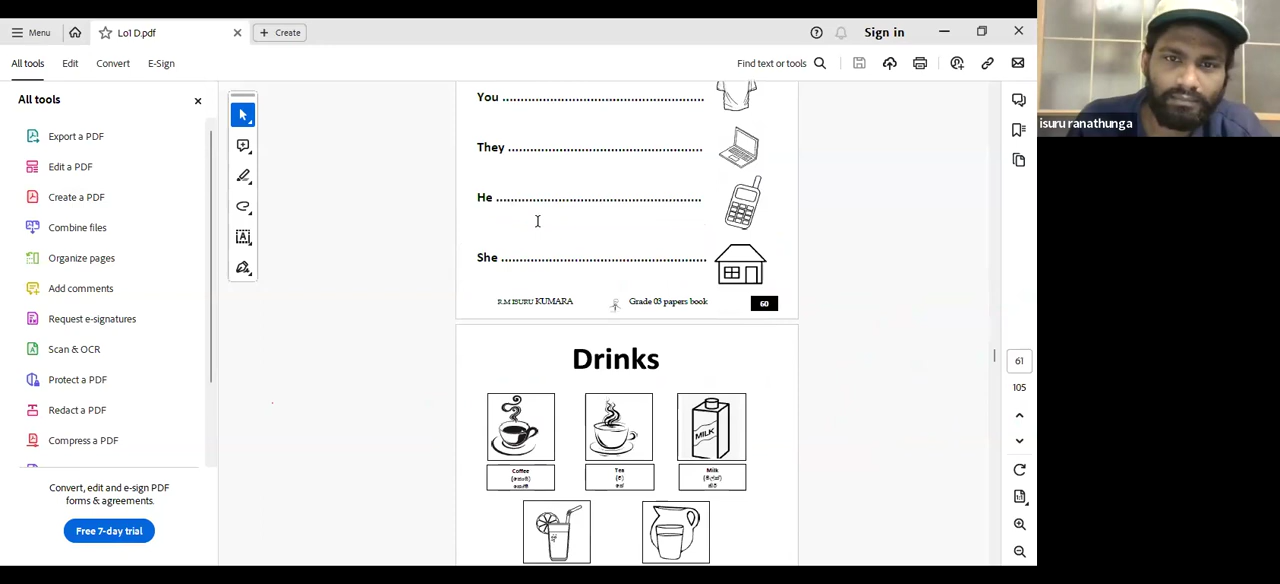 Menu
Lo1 D.pdf
Create
Sign in
All tools
Edit
Convert
E-Sign
Find text or tools
All tools
Export a PDF
Edit a PDF
Create a PDF
Combine files
Organize pages
Add comments
Request e-signatures
Scan & OCR
Protect a PDF
Redact a PDF
Compress a PDF
Convert, edit and e-sign PDF
forms & agreements.
Free 7-day trial
You ....................................................
They ..................................................
He .....................................................
She .....................................................
R.M ISURU KUMARA
Grade 03 papers book
60
Drinks
MILK
Coffee
Tea
(ටී)
තේ
Milk
(මිල්ක්)
කිරි
61
105
isuru ranathunga